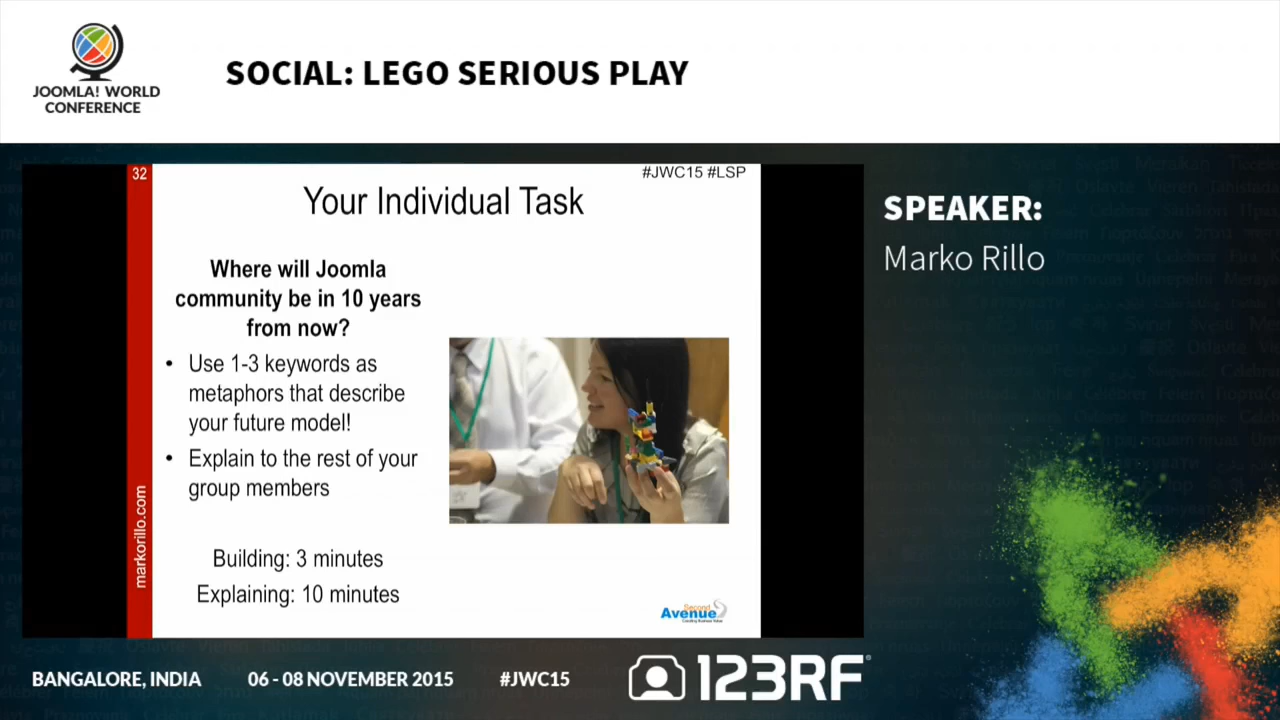 JOOMLA! WORLD
CONFERENCE
SOCIAL: LEGO SERIOUS PLAY
32
#JWC15 #LSP
Your Individual Task
Where will Joomla
community be in 10 years
from now?
• Use 1-3 keywords as
metaphors that describe
your future model!
• Explain to the rest of your
group members
Building: 3 minutes
Explaining: 10 minutes
markorillo.com
Second
Avenue
Creating Business Value
SPEAKER:
Marko Rillo
BANGALORE, INDIA
06 - 08 NOVEMBER 2015
#JWC15
123RF®